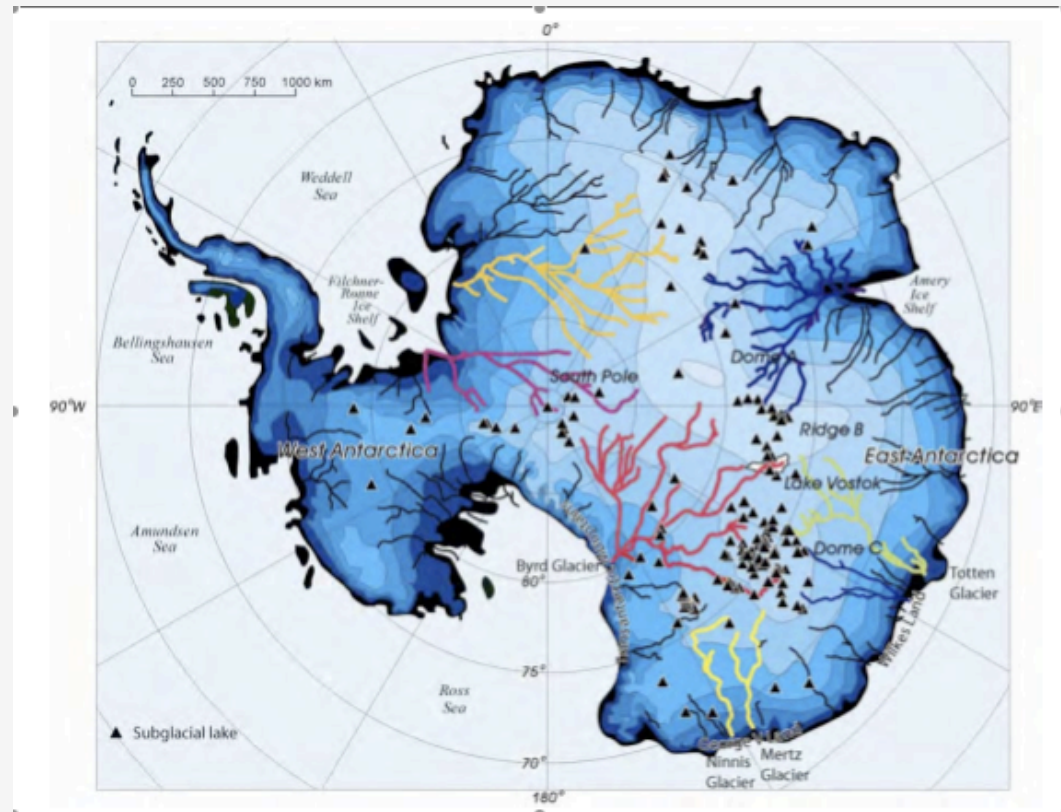 0°
0 250 500 750 1000 km
Weddell
Sea
Filchner-
Ronne
Ice
Shelf
Amery
Ice
Shelf
Bellingshausen
Sea
Dome A
South Pole
90°W
90°E
Ridge B
West Antarctica
East Antarctica
Lake Vostok
Amundsen
Sea
Dome C
Byrd Glacier
80°
Totten
Glacier
Wilkes Land
75°
Ross
Sea
Subglacial lake
Ninnis
Glacier
Mertz
Glacier
70°
180°